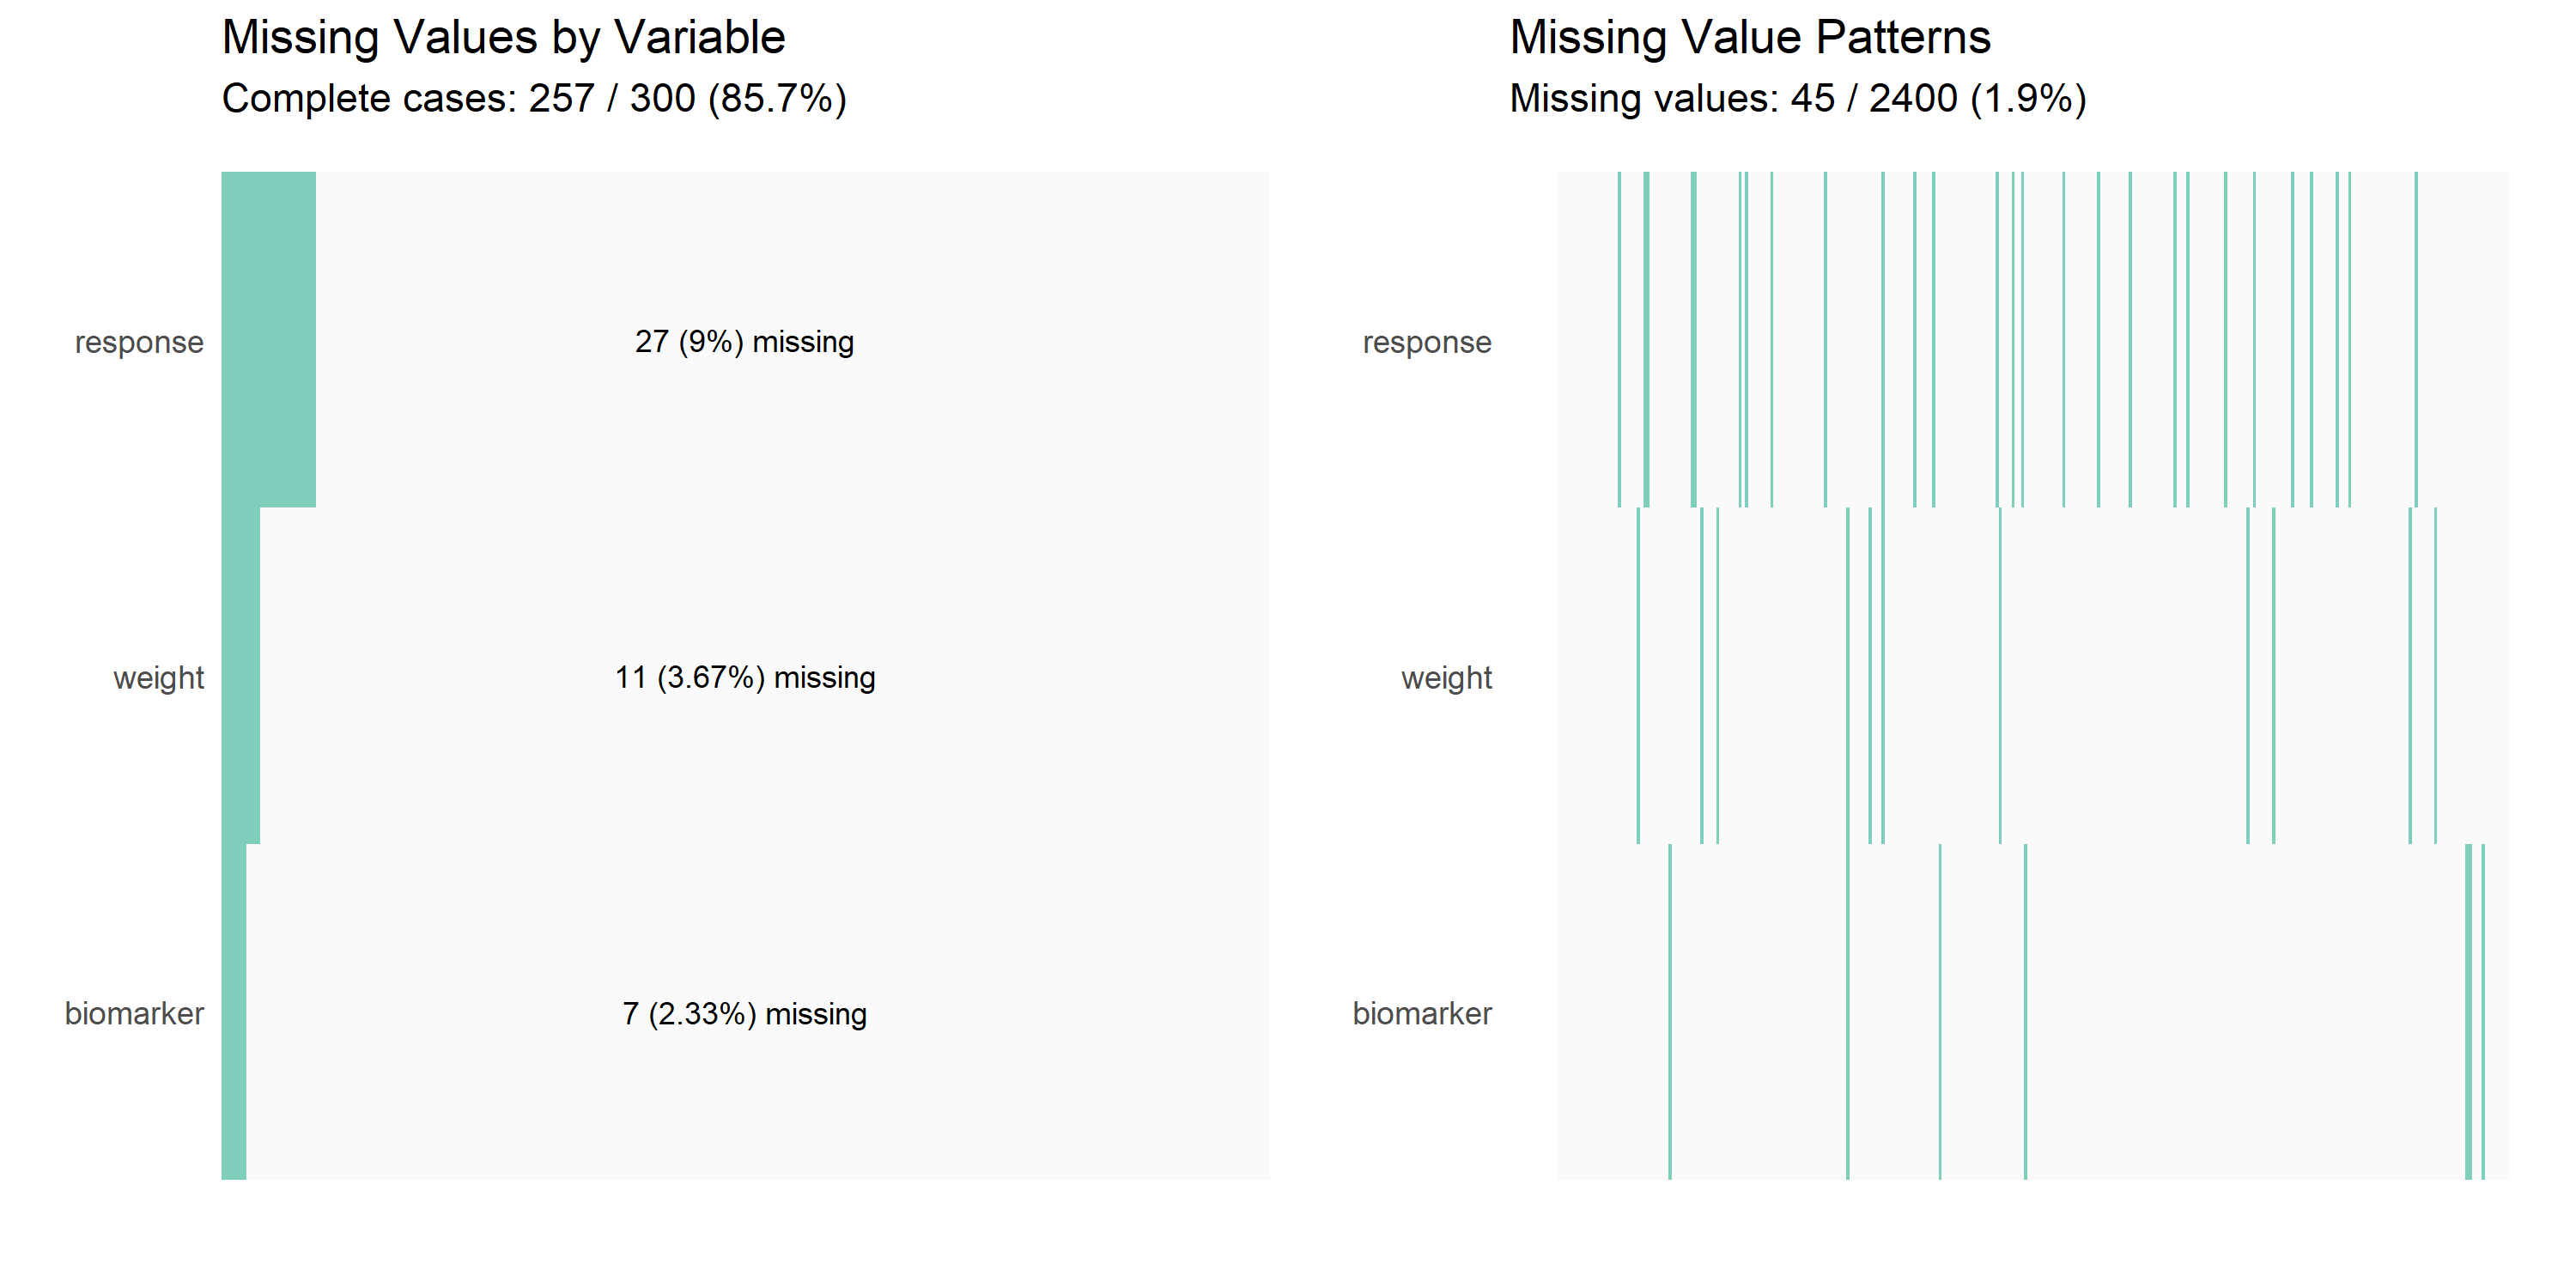 Missing Values by Variable
Complete cases: 257 / 300 (85.7%)
response
27 (9%) missing
weight
11 (3.67%) missing
biomarker
7 (2.33%) missing
Missing Value Patterns
Missing values: 45 / 2400 (1.9%)
response
weight
biomarker